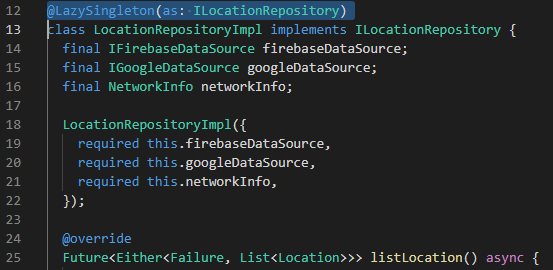 12 @LazySingleton(as: ILocationRepository)
13 class LocationRepositoryImpl implements ILocationRepository {
14   final IFirebaseDataSource firebaseDataSource;
15   final IGoogleDataSource googleDataSource;
16   final NetworkInfo networkInfo;
17
18   LocationRepositoryImpl({
19     required this.firebaseDataSource,
20     required this.googleDataSource,
21     required this.networkInfo,
22   });
23
24   @override
25   Future<Either<Failure, List<Location>>> listLocation() async {